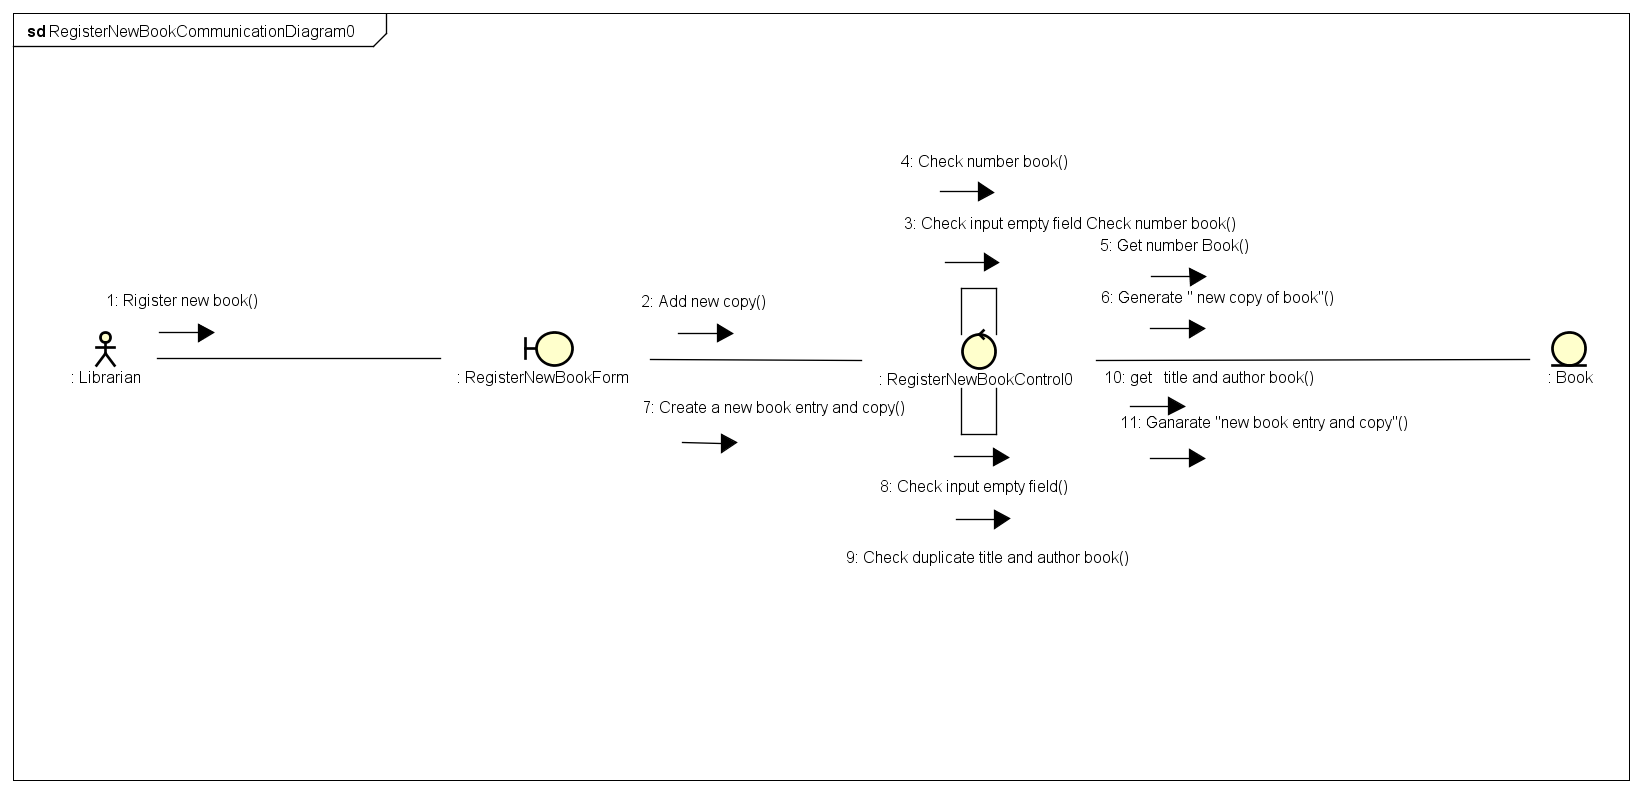 sd RegisterNewBookCommunicationDiagram0
4: Check number book()
3: Check input empty field Check number book()
5: Get number Book()
1: Rigister new book()
2: Add new copy()
6: Generate " new copy of book"()
: Librarian
: RegisterNewBookForm
: RegisterNewBookControl0
10: get title and author book()
: Book
7: Create a new book entry and copy()
11: Ganarate "new book entry and copy"()
8: Check input empty field()
9: Check duplicate title and author book()